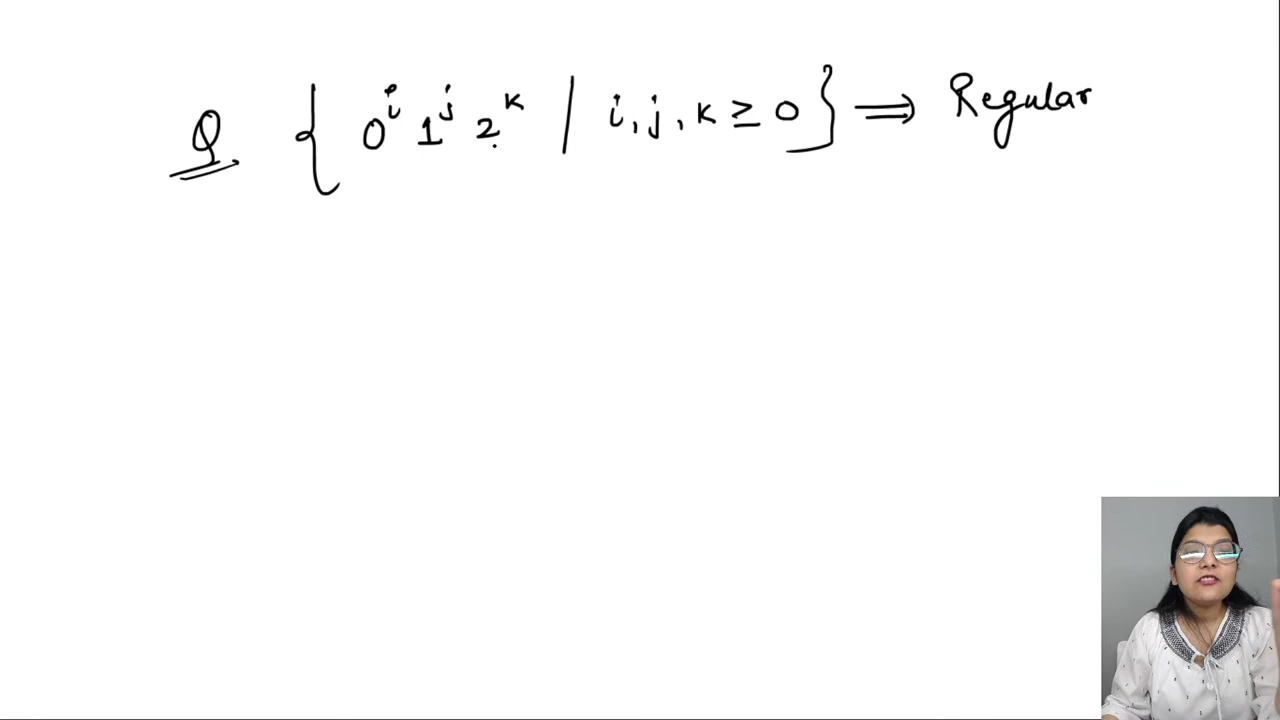 Q { 0^i 1^j 2^k / i, j, k ≥ 0 } ⟹ Regular